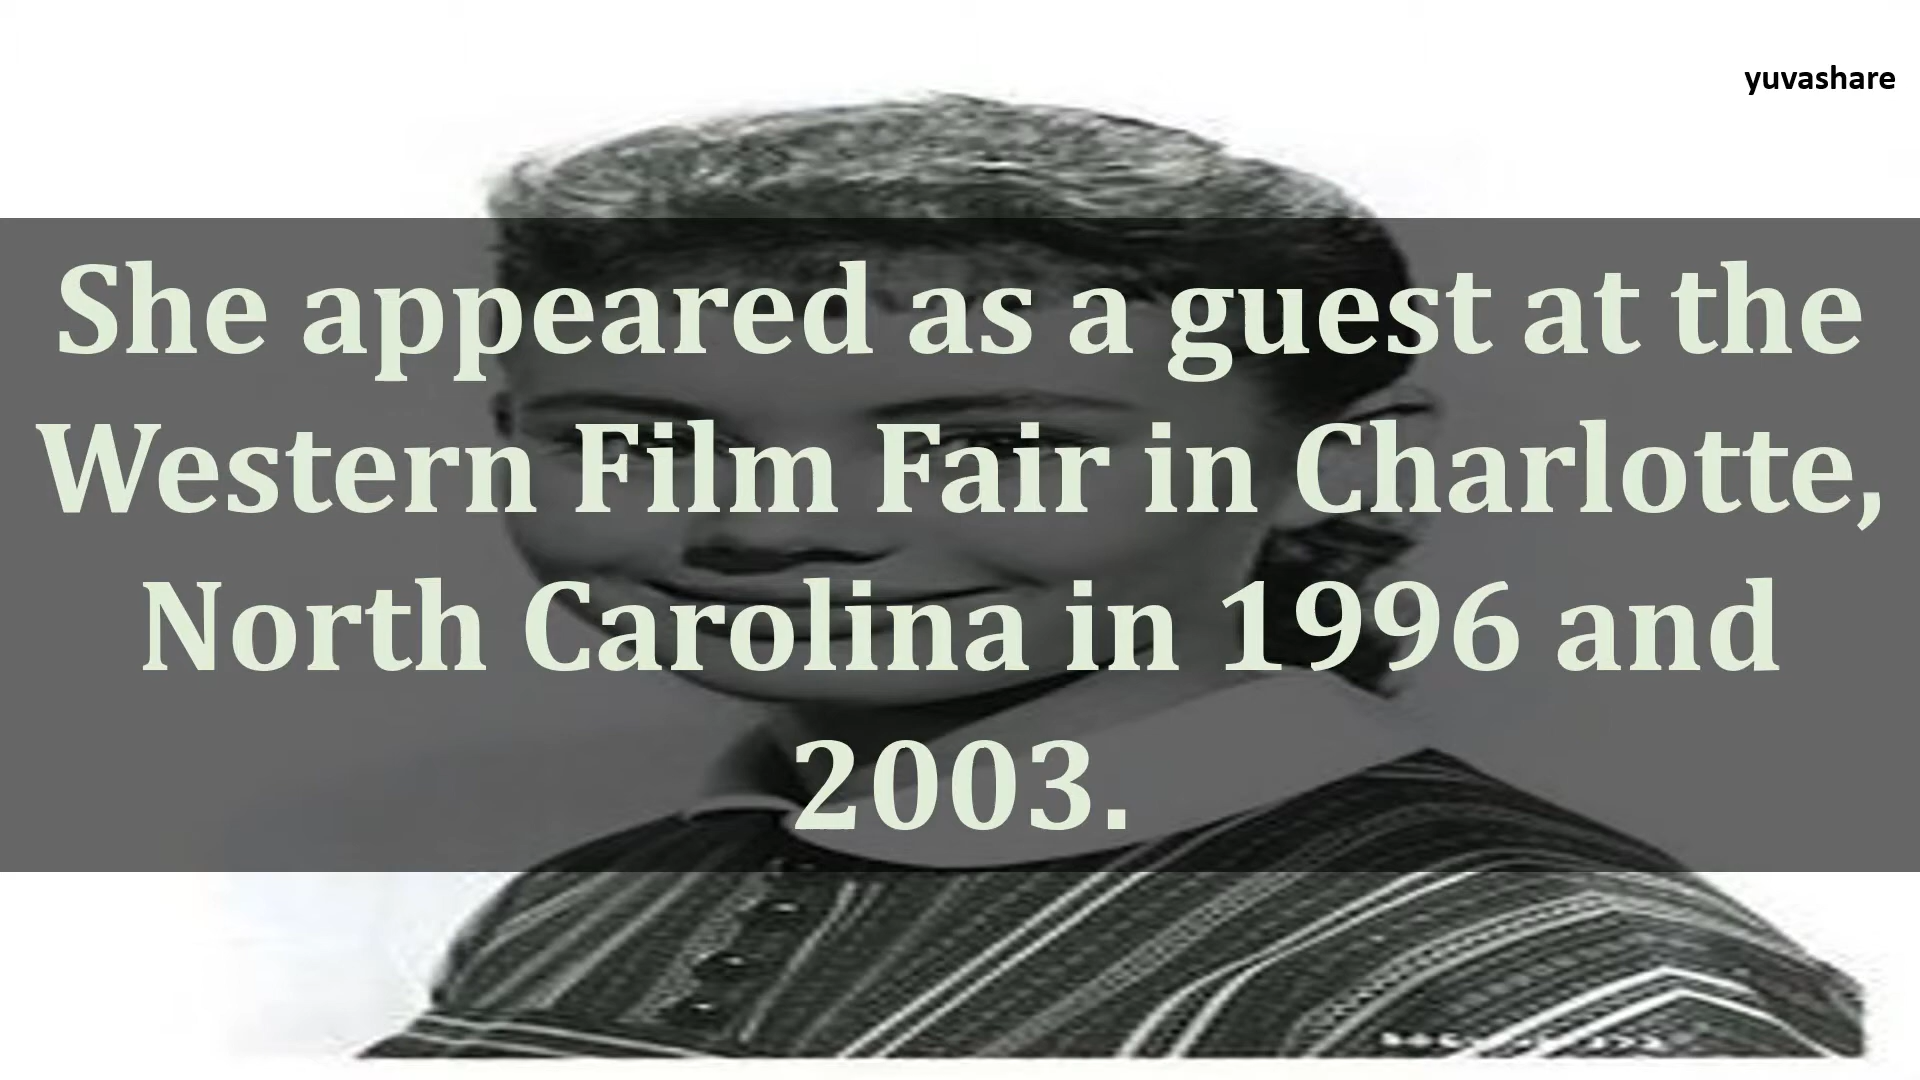 yuvashare
She appeared as a guest at the
Western Film Fair in Charlotte,
North Carolina in 1996 and
2003.